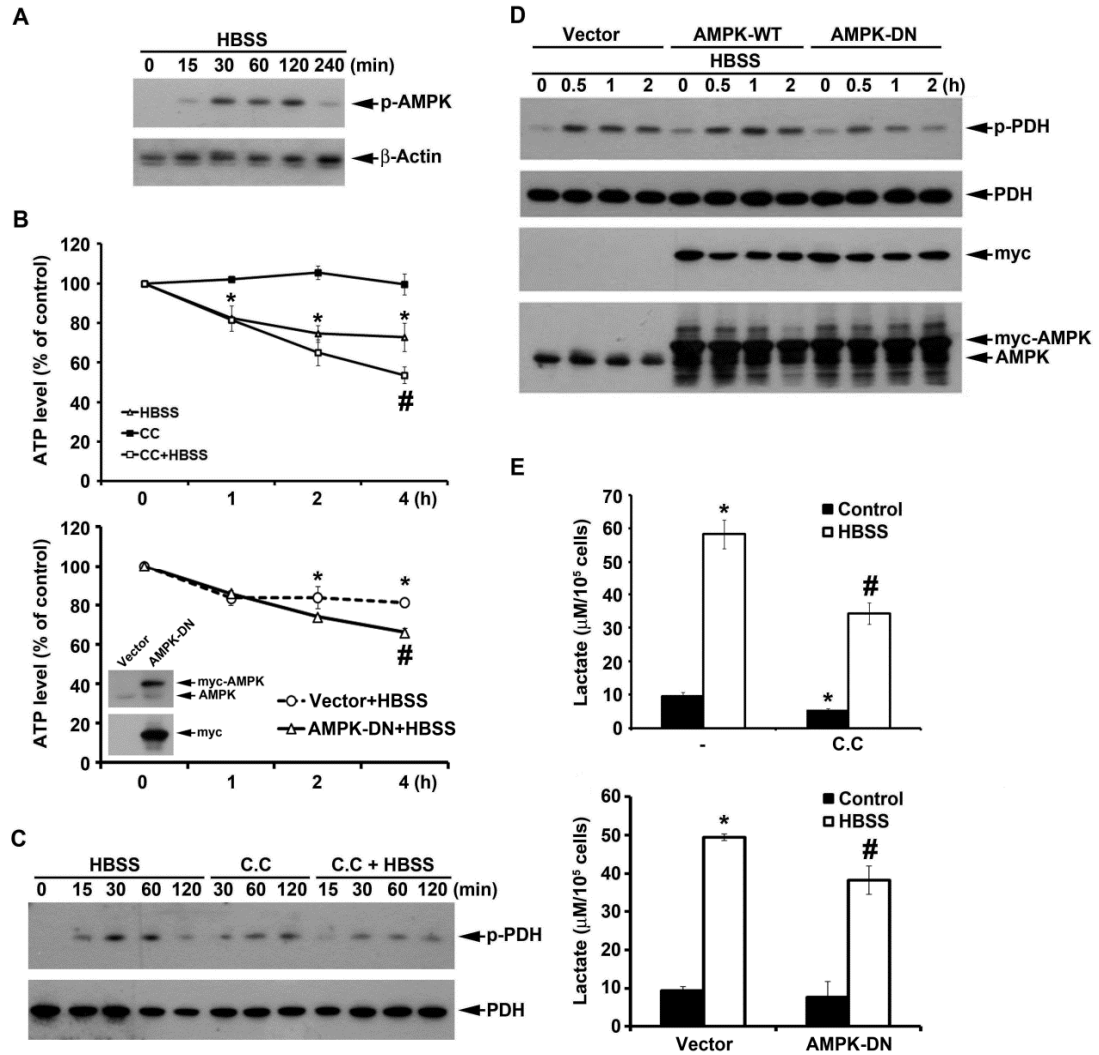 A
HBSS
0 15 30 60 120 240 (min)
p-AMPK
β-Actin
B
ATP level (% of control)
120
100
80
60
40
20
0
* * *
#
HBSS
CC
CC+HBSS
0 1 2 4 (h)
ATP level (% of control)
120
100
80
60
40
20
0
* *
#
Vector
AMPK-DN
myc-AMPK
AMPK
myc
Vector+HBSS
AMPK-DN+HBSS
0 1 2 4 (h)
C
HBSS C.C C.C + HBSS
0 15 30 60 120 30 60 120 15 30 60 120 (min)
p-PDH
PDH
D
Vector AMPK-WT AMPK-DN
HBSS
0 0.5 1 2 0 0.5 1 2 0 0.5 1 2 (h)
p-PDH
PDH
myc
myc-AMPK
AMPK
E
Lactate (μM/10⁵ cells)
70
60
50
40
30
20
10
0
Control
HBSS
*
*
#
- C.C
Lactate (μM/10⁵ cells)
60
50
40
30
20
10
0
Control
HBSS
*
#
Vector AMPK-DN